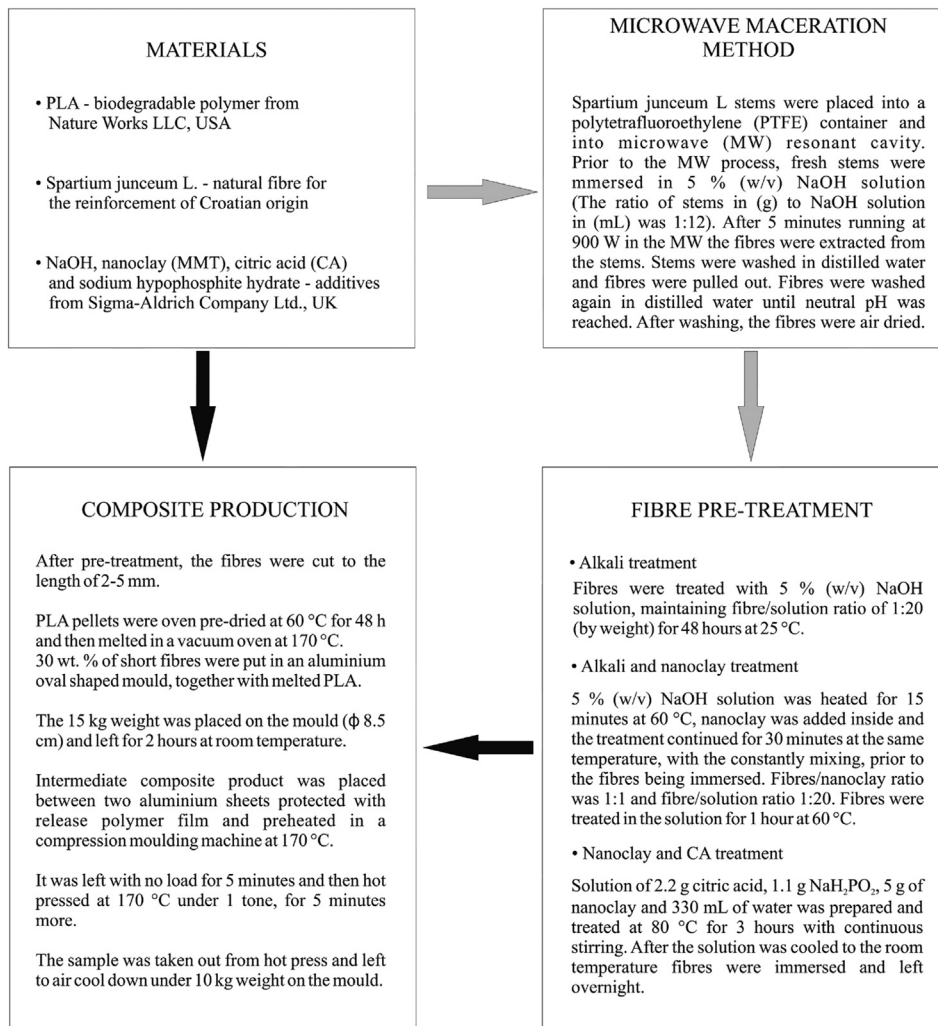 MATERIALS
• PLA - biodegradable polymer from
Nature Works LLC, USA
• Spartium junceum L. - natural fibre for
the reinforcement of Croatian origin
• NaOH, nanoclay (MMT), citric acid (CA)
and sodium hypophosphite hydrate - additives
from Sigma-Aldrich Company Ltd., UK
MICROWAVE MACERATION
METHOD
Spartium junceum L stems were placed into a
polytetrafluoroethylene (PTFE) container and
into microwave (MW) resonant cavity.
Prior to the MW process, fresh stems were
mmersed in 5 % (w/v) NaOH solution
(The ratio of stems in (g) to NaOH solution
in (mL) was 1:12). After 5 minutes running at
900 W in the MW the fibres were extracted from
the stems. Stems were washed in distilled water
and fibres were pulled out. Fibres were washed
again in distilled water until neutral pH was
reached. After washing, the fibres were air dried.
FIBRE PRE-TREATMENT
• Alkali treatment
Fibres were treated with 5 % (w/v) NaOH
solution, maintaining fibre/solution ratio of 1:20
(by weight) for 48 hours at 25 °C.
• Alkali and nanoclay treatment
5 % (w/v) NaOH solution was heated for 15
minutes at 60 °C, nanoclay was added inside and
the treatment continued for 30 minutes at the same
temperature, with the constantly mixing, prior to
the fibres being immersed. Fibres/nanoclay ratio
was 1:1 and fibre/solution ratio 1:20. Fibres were
treated in the solution for 1 hour at 60 °C.
• Nanoclay and CA treatment
Solution of 2.2 g citric acid, 1.1 g NaH₂PO₂, 5 g of
nanoclay and 330 mL of water was prepared and
treated at 80 °C for 3 hours with continuous
stirring. After the solution was cooled to the room
temperature fibres were immersed and left
overnight.
COMPOSITE PRODUCTION
After pre-treatment, the fibres were cut to the
length of 2-5 mm.
PLA pellets were oven pre-dried at 60 °C for 48 h
and then melted in a vacuum oven at 170 °C.
30 wt. % of short fibres were put in an aluminium
oval shaped mould, together with melted PLA.
The 15 kg weight was placed on the mould (ϕ 8.5
cm) and left for 2 hours at room temperature.
Intermediate composite product was placed
between two aluminium sheets protected with
release polymer film and preheated in a
compression moulding machine at 170 °C.
It was left with no load for 5 minutes and then hot
pressed at 170 °C under 1 tone, for 5 minutes
more.
The sample was taken out from hot press and left
to air cool down under 10 kg weight on the mould.